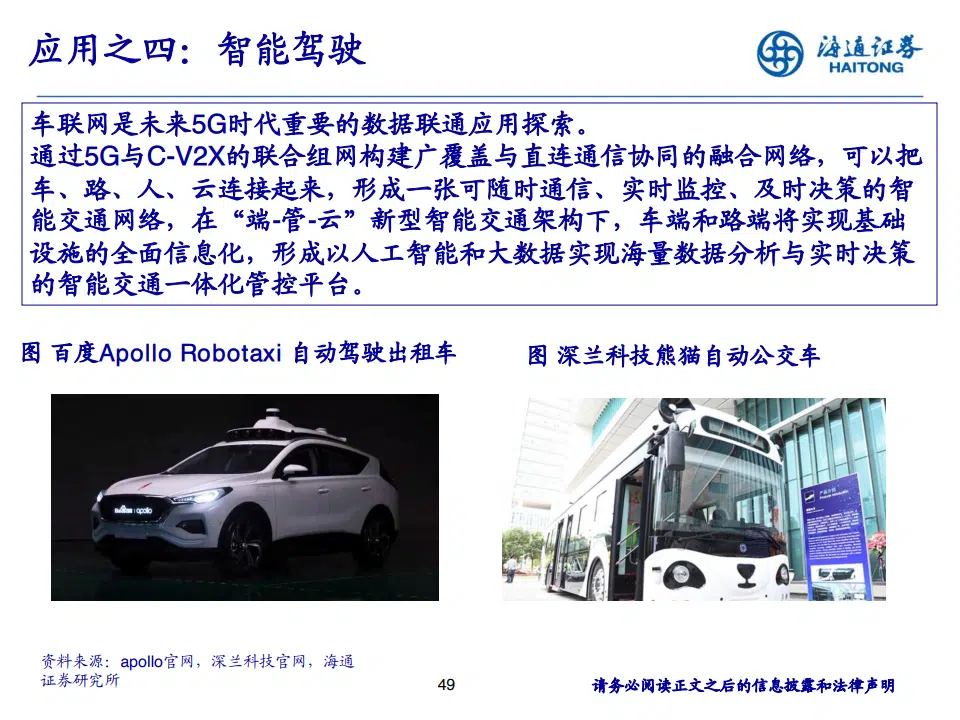 应用之四：智能驾驶
海通证券
HAITONG
车联网是未来5G时代重要的数据联通应用探索。
通过5G与C-V2X的联合组网构建广覆盖与直连通信协同的融合网络，可以把
车、路、人、云连接起来，形成一张可随时通信、实时监控、及时决策的智
能交通网络，在“端-管-云”新型智能交通架构下，车端和路端将实现基础
设施的全面信息化，形成以人工智能和大数据实现海量数据分析与实时决策
的智能交通一体化管控平台。
图 百度Apollo Robotaxi 自动驾驶出租车
图 深兰科技熊猫自动公交车
apollo
产品介绍
资料来源：apollo官网，深兰科技官网，海通
证券研究所
49
请务必阅读正文之后的信息披露和法律声明